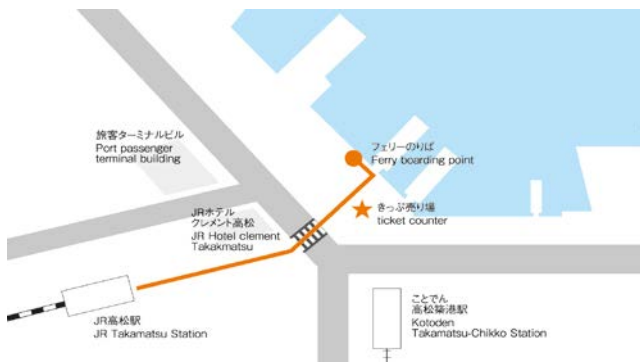 旅客ターミナルビル
Port passenger
terminal building
フェリーのりば
Ferry boarding point
きっぷ売り場
ticket counter
JRホテル
クレメント高松
JR Hotel clement
Takakmatsu
JR高松駅
JR Takamatsu Station
ことでん
高松築港駅
Kotoden
Takamatsu-Chikko Station